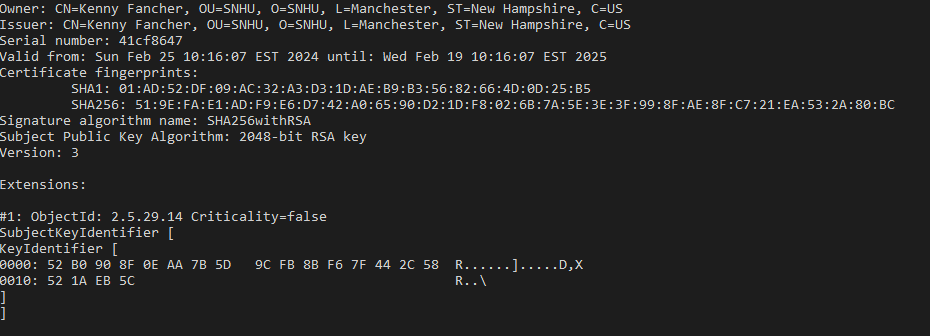 Owner: CN=Kenny Fancher, OU=SNHU, O=SNHU, L=Manchester, ST=New Hampshire, C=US
Issuer: CN=Kenny Fancher, OU=SNHU, O=SNHU, L=Manchester, ST=New Hampshire, C=US
Serial number: 41cf8647
Valid from: Sun Feb 25 10:16:07 EST 2024 until: Wed Feb 19 10:16:07 EST 2025
Certificate fingerprints:
SHA1: 01:AD:52:DF:09:AC:32:A3:D3:1D:AE:B9:B3:56:82:66:4D:0D:25:B5
SHA256: 51:9E:FA:E1:AD:F9:E6:D7:42:A0:65:90:D2:1D:F8:02:6B:7A:5E:3E:3F:99:8F:AE:8F:C7:21:EA:53:2A:80:BC
Signature algorithm name: SHA256withRSA
Subject Public Key Algorithm: 2048-bit RSA key
Version: 3
Extensions:
#1: ObjectId: 2.5.29.14 Criticality=false
SubjectKeyIdentifier [
KeyIdentifier [
0000: 52 B0 90 8F 0E AA 7B 5D   9C FB 8B F6 7F 44 2C 58  R......].....D,X
0010: 52 1A EB 5C                                        R..\
]
]